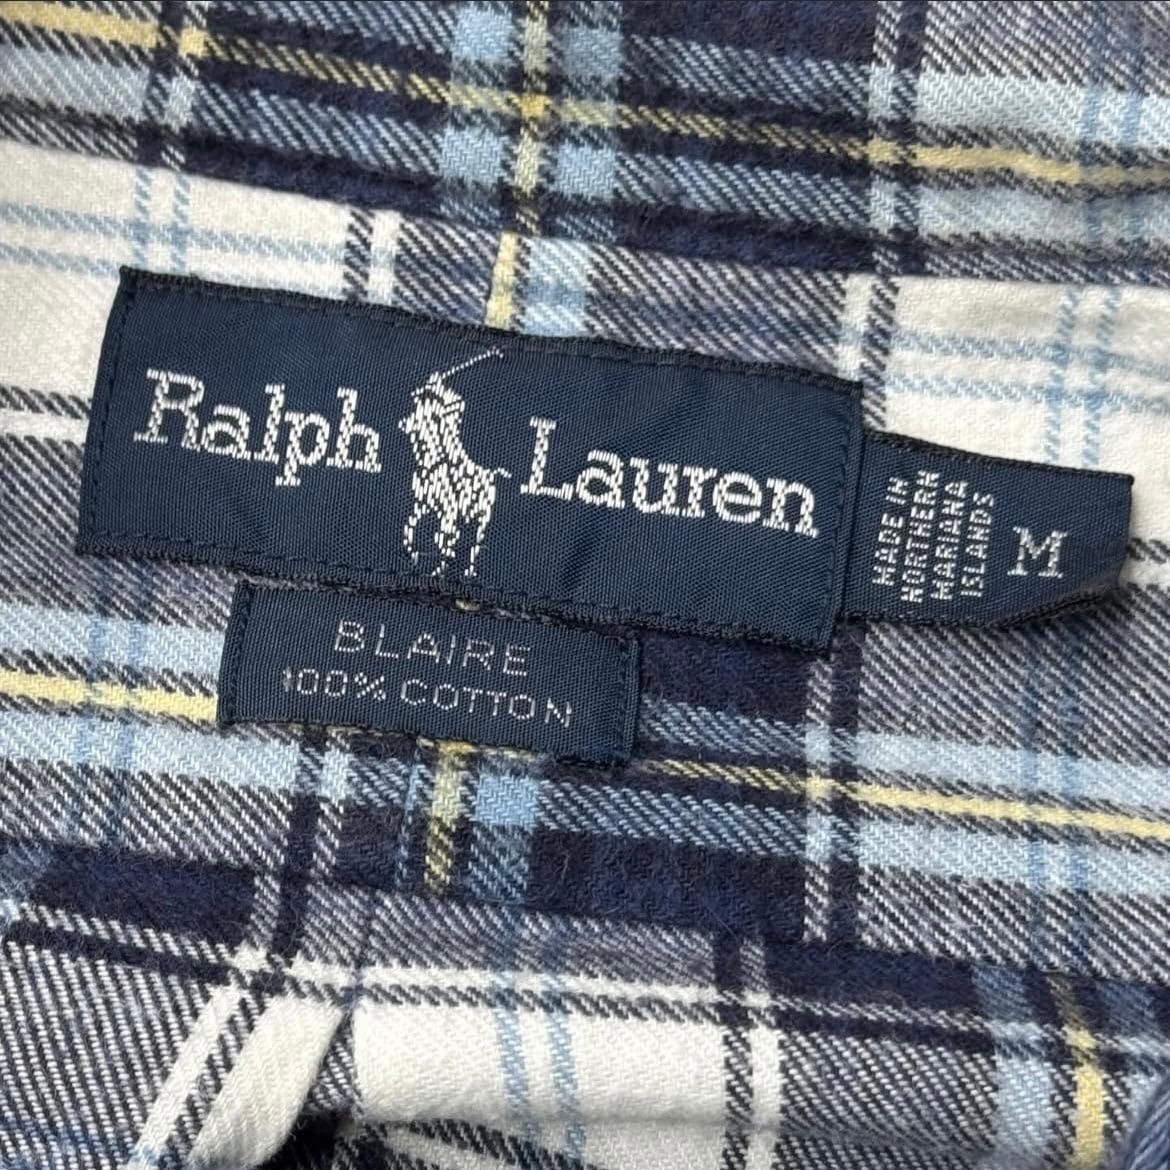 Ralph Lauren
MADE IN
NORTHERN
MARIANA
ISLANDS
M
BLAIRE
100% COTTON